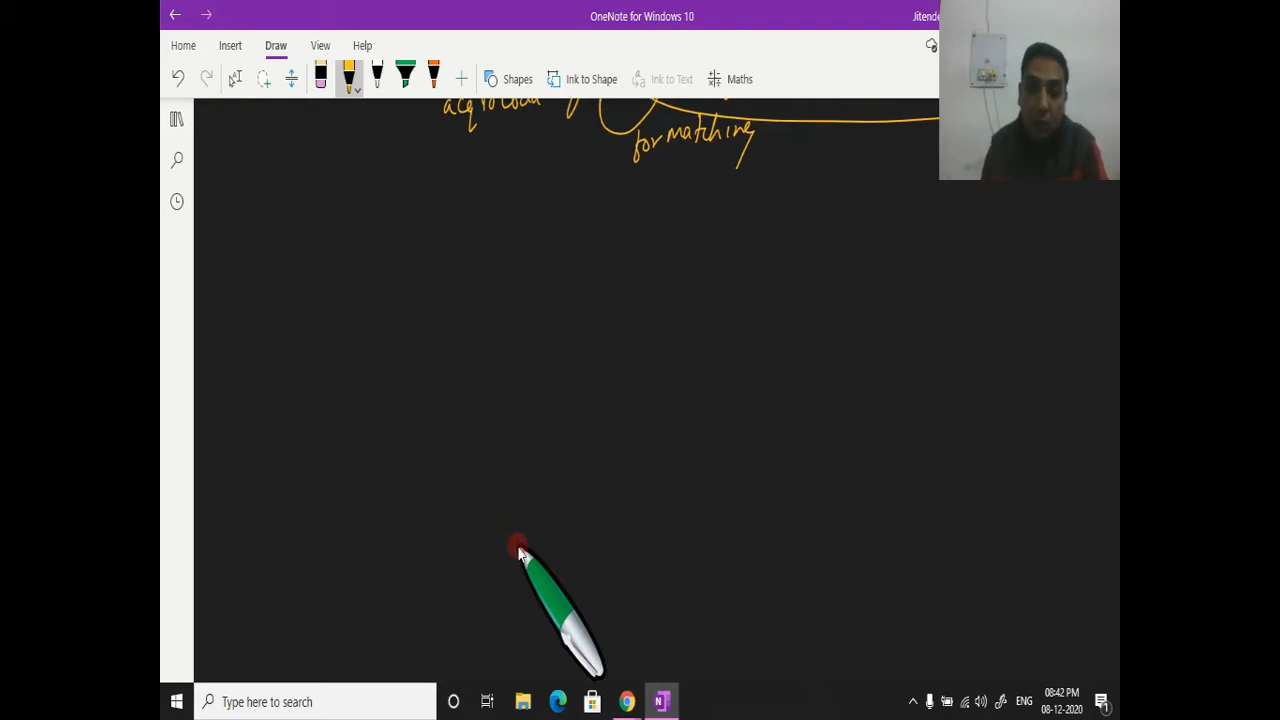 OneNote for Windows 10
Jitende
Home Insert Draw View Help
Shapes Ink to Shape Ink to Text Maths
for matching
Type here to search
ENG
08:42 PM
08-12-2020